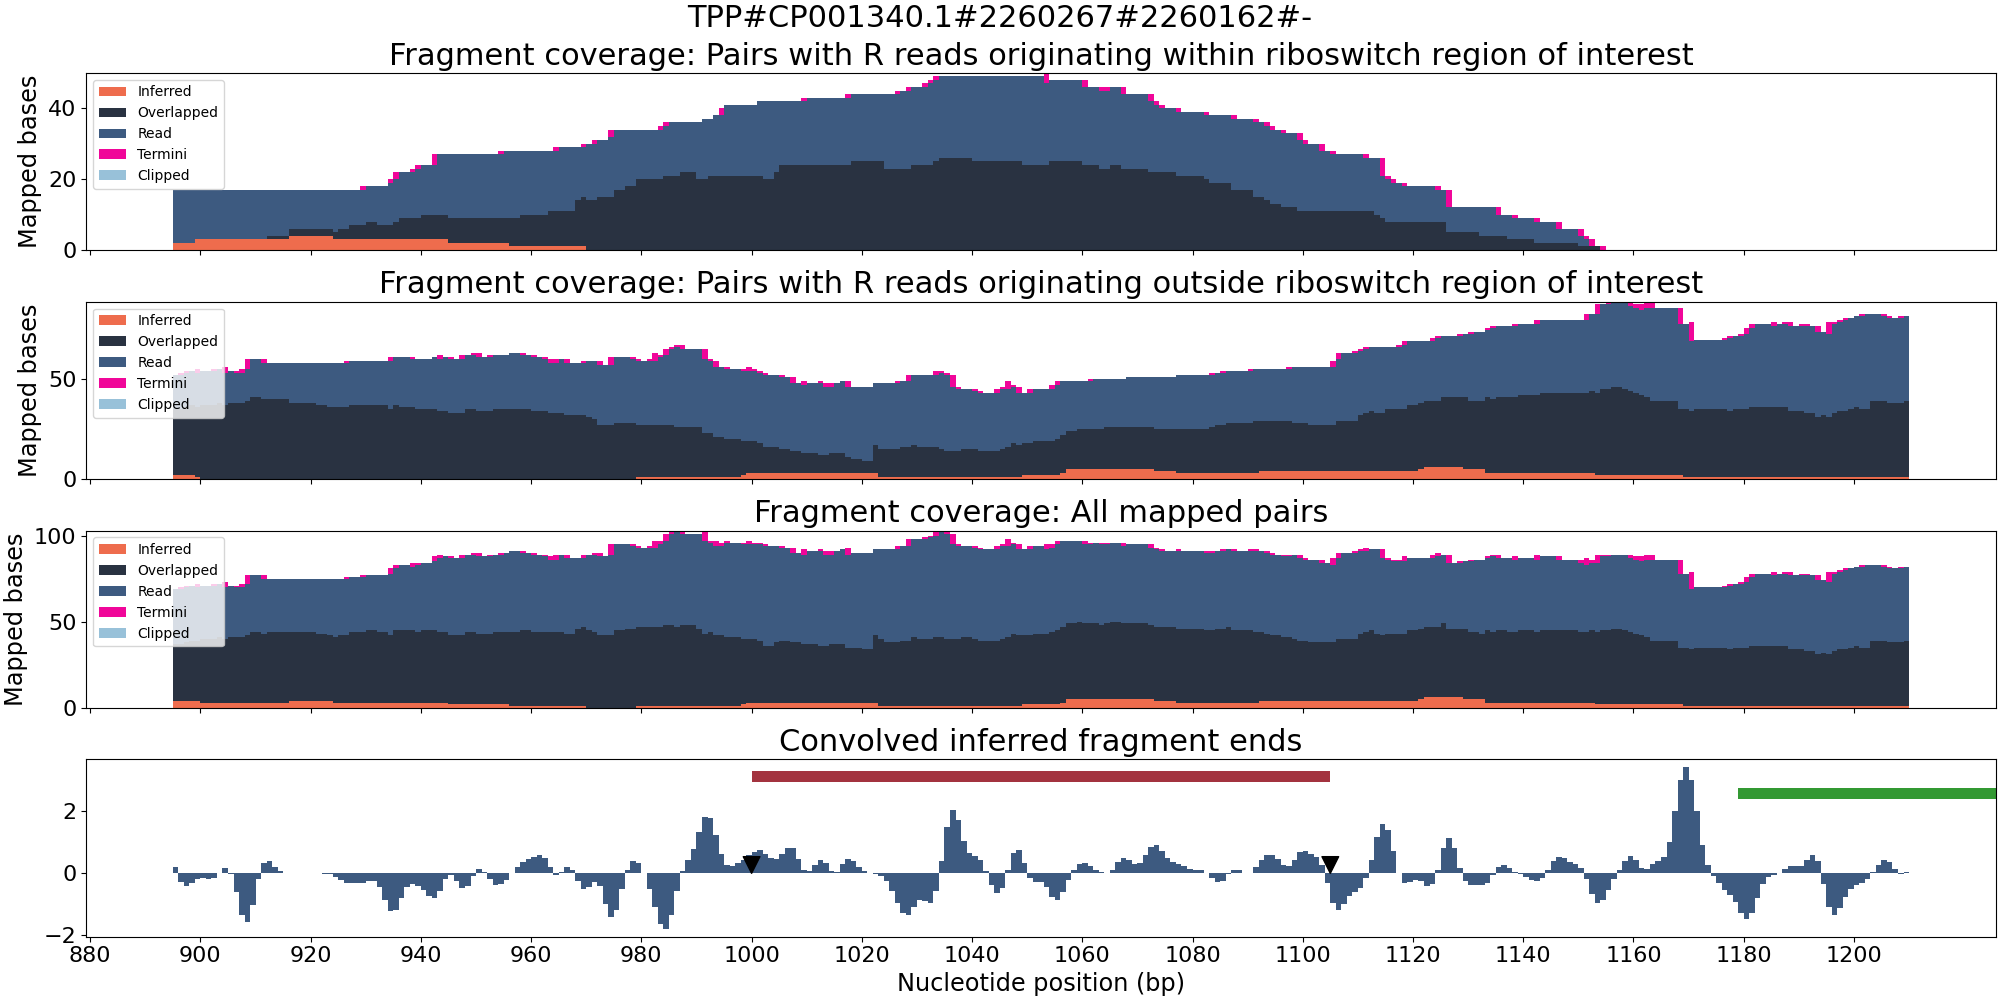 TPP#CP001340.1#2260267#2260162#-
Fragment coverage: Pairs with R reads originating within riboswitch region of interest
Mapped bases
40
20
0
Inferred
Overlapped
Read
Termini
Clipped
Fragment coverage: Pairs with R reads originating outside riboswitch region of interest
Mapped bases
50
0
Inferred
Overlapped
Read
Termini
Clipped
Fragment coverage: All mapped pairs
Mapped bases
100
50
0
Inferred
Overlapped
Read
Termini
Clipped
Convolved inferred fragment ends
2
0
−2
880 900 920 940 960 980 1000 1020 1040 1060 1080 1100 1120 1140 1160 1180 1200
Nucleotide position (bp)